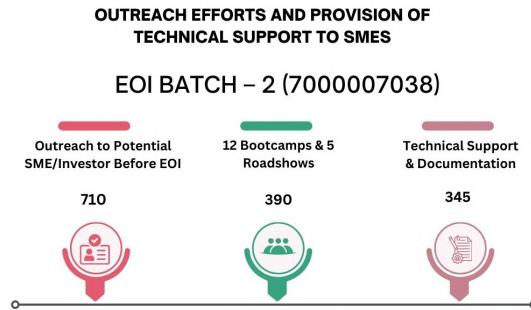 OUTREACH EFFORTS AND PROVISION OF
TECHNICAL SUPPORT TO SMES
EOI BATCH – 2 (7000007038)
Outreach to Potential
SME/Investor Before EOI
710
12 Bootcamps & 5
Roadshows
390
Technical Support
& Documentation
345